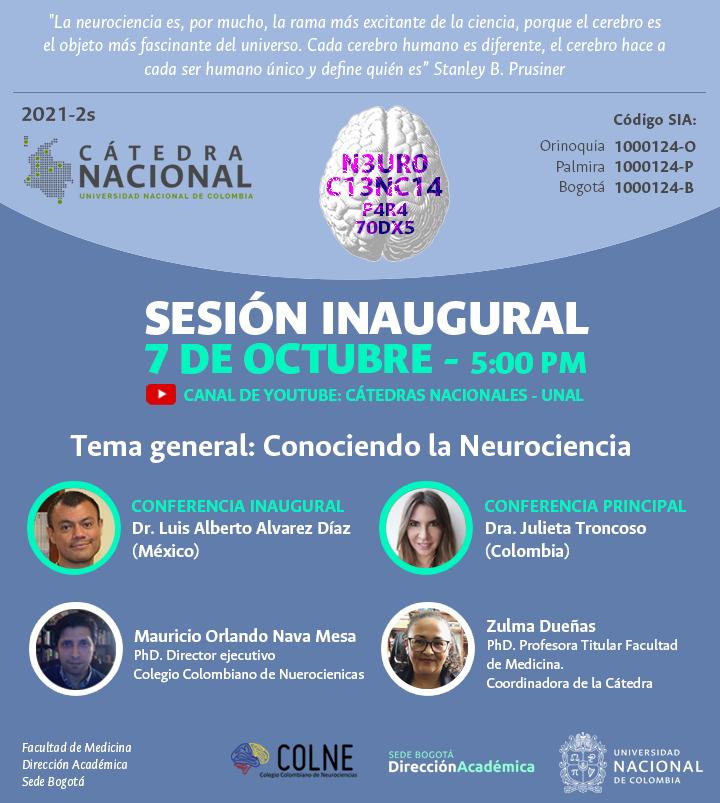 "La neurociencia es, por mucho, la rama más excitante de la ciencia, porque el cerebro es
el objeto más fascinante del universo. Cada cerebro humano es diferente, el cerebro hace a
cada ser humano único y define quién es” Stanley B. Prusiner
2021-2s
CÁTEDRA
NACIONAL
UNIVERSIDAD NACIONAL DE COLOMBIA
N3UR0
C13NC14
P4R4
70DX5
Código SIA:
Orinoquia 1000124-O
Palmira 1000124-P
Bogotá 1000124-B
SESIÓN INAUGURAL
7 DE OCTUBRE - 5:00 PM
CANAL DE YOUTUBE: CÁTEDRAS NACIONALES - UNAL
Tema general: Conociendo la Neurociencia
CONFERENCIA INAUGURAL
Dr. Luis Alberto Alvarez Díaz
(México)
CONFERENCIA PRINCIPAL
Dra. Julieta Troncoso
(Colombia)
Mauricio Orlando Nava Mesa
PhD. Director ejecutivo
Colegio Colombiano de Nuerocienicas
Zulma Dueñas
PhD. Profesora Titular Facultad
de Medicina.
Coordinadora de la Cátedra
Facultad de Medicina
Dirección Académica
Sede Bogotá
COLNE
Colegio Colombiano de Neurociencias
SEDE BOGOTÁ
DirecciónAcadémica
UNIVERSIDAD
NACIONAL
DE COLOMBIA